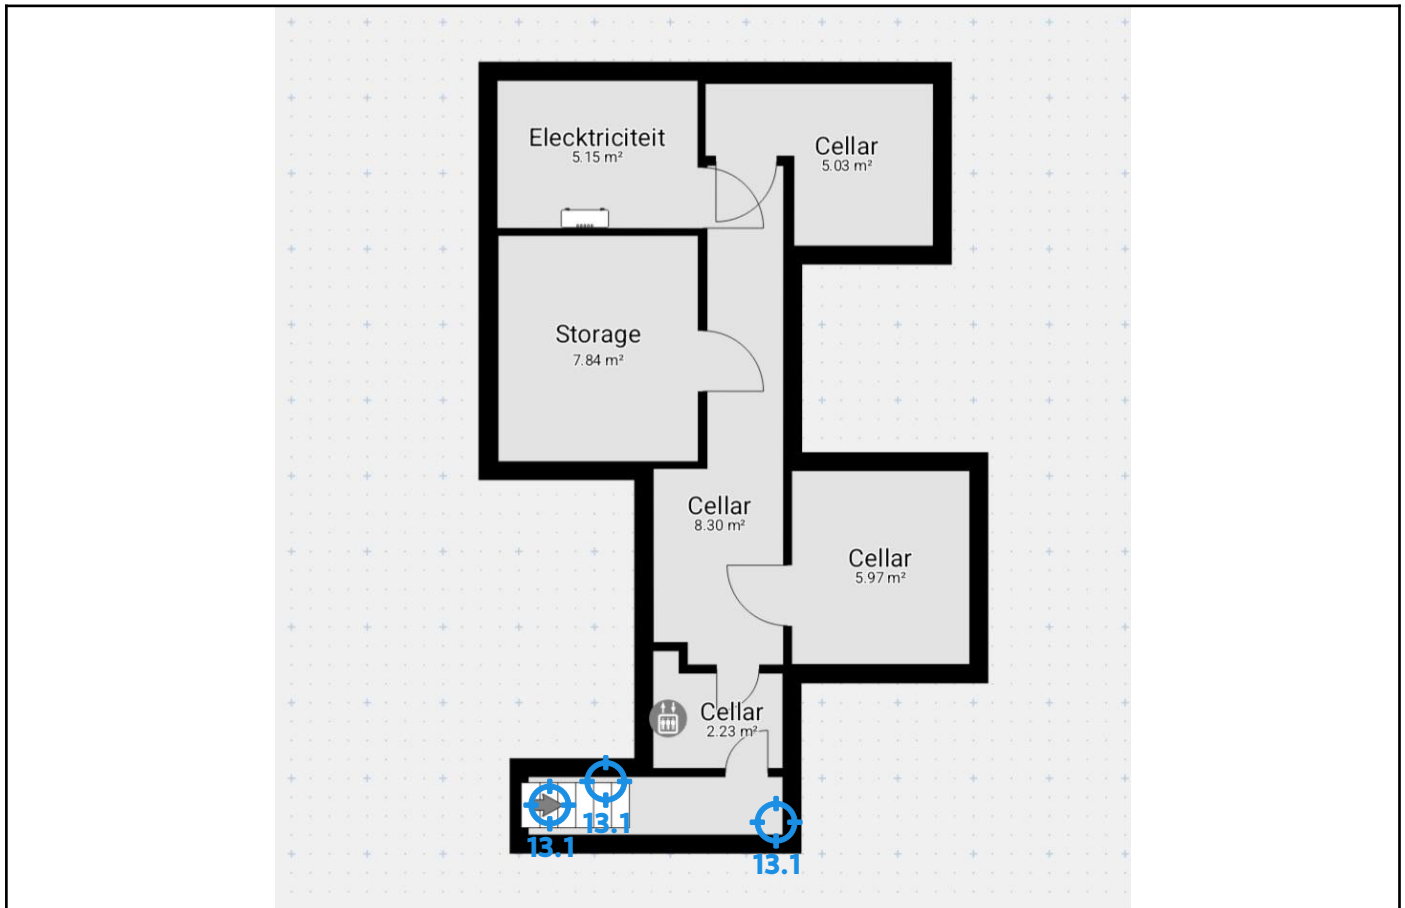 Elecktriciteit
5.15 m²
Cellar
5.03 m²
Storage
7.84 m²
Cellar
8.30 m²
Cellar
5.97 m²
Cellar
2.23 m²
13.1
13.1
13.1